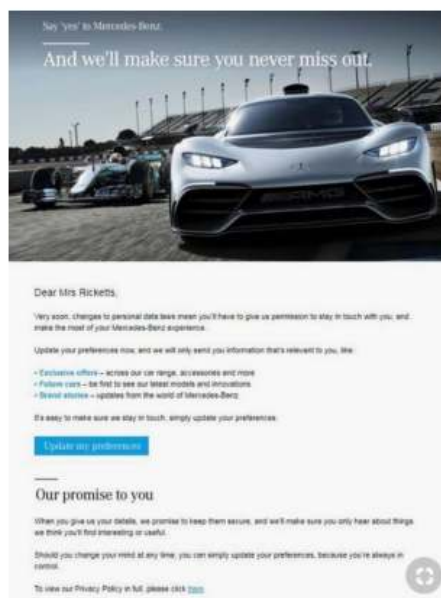 Say 'yes' to Mercedes-Benz.
And we'll make sure you never miss out.
AMG
Dear Mrs Ricketts,
Very soon, changes to personal data laws mean you'll have to give us permission to stay in touch with you, and
make the most of your Mercedes-Benz experience.
Update your preferences now, and we will only send you information that's relevant to you, like:
• Exclusive offers – across our car range, accessories and more
• Future cars – be first to see our latest models and innovations
• Brand stories – updates from the world of Mercedes-Benz
It's easy to make sure we stay in touch, simply update your preferences:
Update my preferences
Our promise to you
When you give us your details, we promise to keep them secure, and we'll make sure you only hear about things
we think you'll find interesting or useful.
Should you change your mind at any time, you can simply update your preferences, because you're always in
control.
To view our Privacy Policy in full, please click here